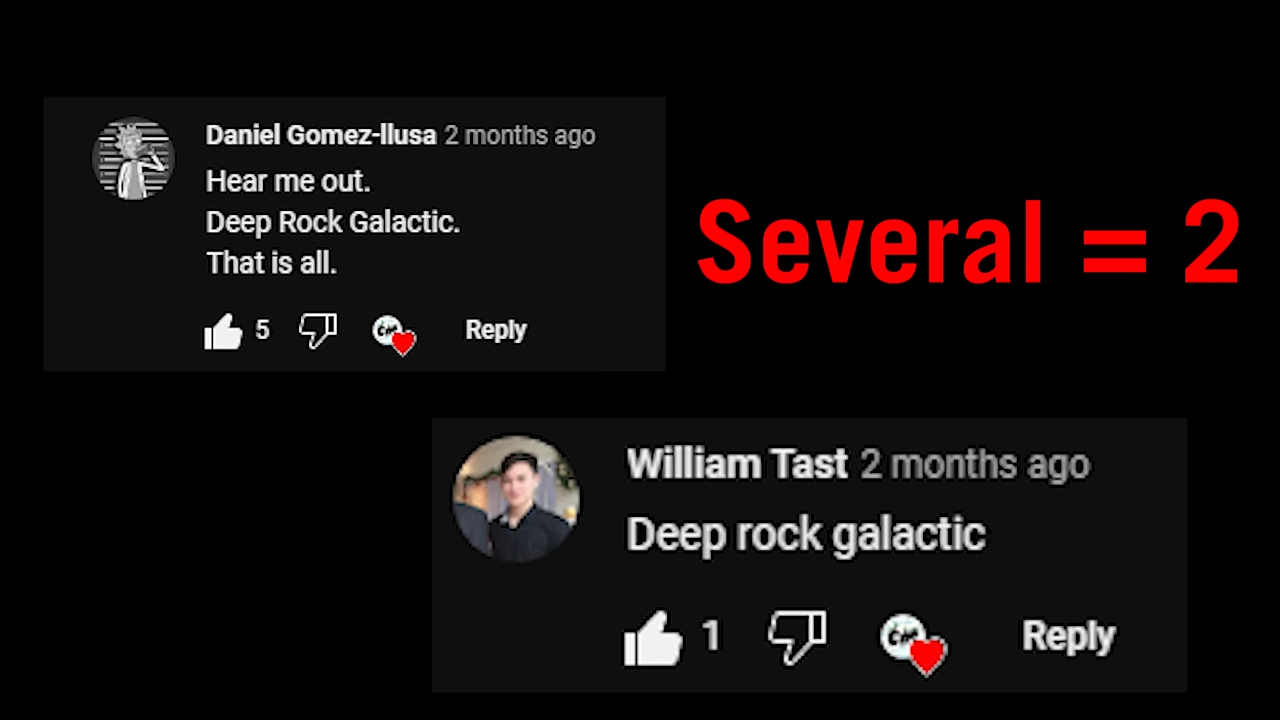 Daniel Gomez-llusa 2 months ago
Hear me out.
Deep Rock Galactic.
That is all.
5 Reply
Several = 2
William Tast 2 months ago
Deep rock galactic
1 Reply